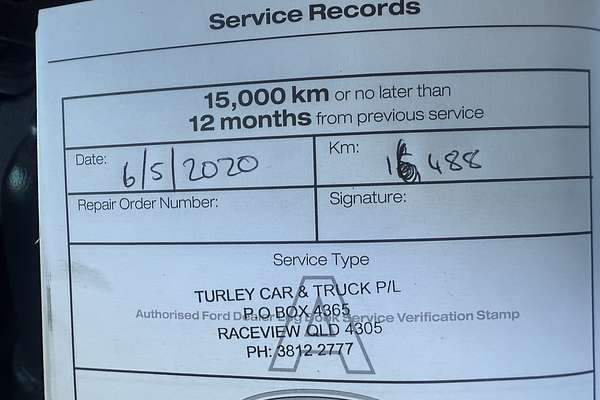 Service Records
15,000 km or no later than
12 months from previous service
Date: 6/5/2020
Km: 488
Repair Order Number:
Signature:
Service Type
TURLEY CAR & TRUCK P/L
P.O BOX 4365
Authorised Ford Dealer Log Book Service Verification Stamp
RACEVIEW QLD 4305
PH: 3812 2777
A